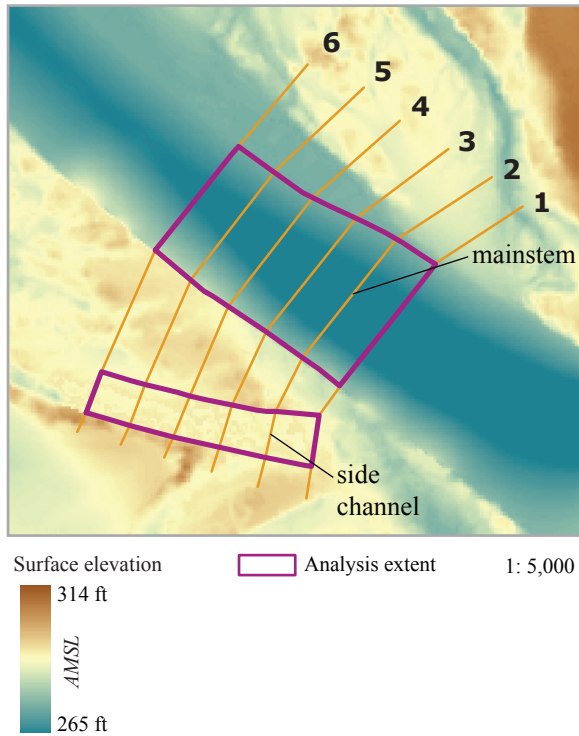 6
5
4
3
2
1
mainstem
side
channel
Surface elevation
Analysis extent
1: 5,000
314 ft
AMSL
265 ft